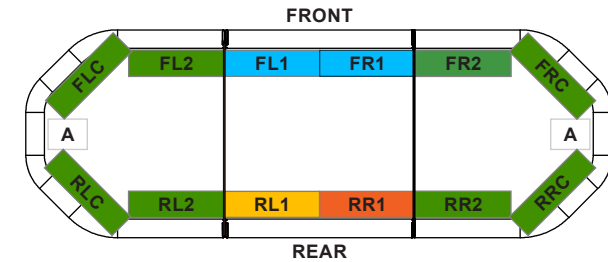 FRONT
FLC FL2 FL1 FR1 FR2 FRC
A A
RLC RL2 RL1 RR1 RR2 RRC
REAR